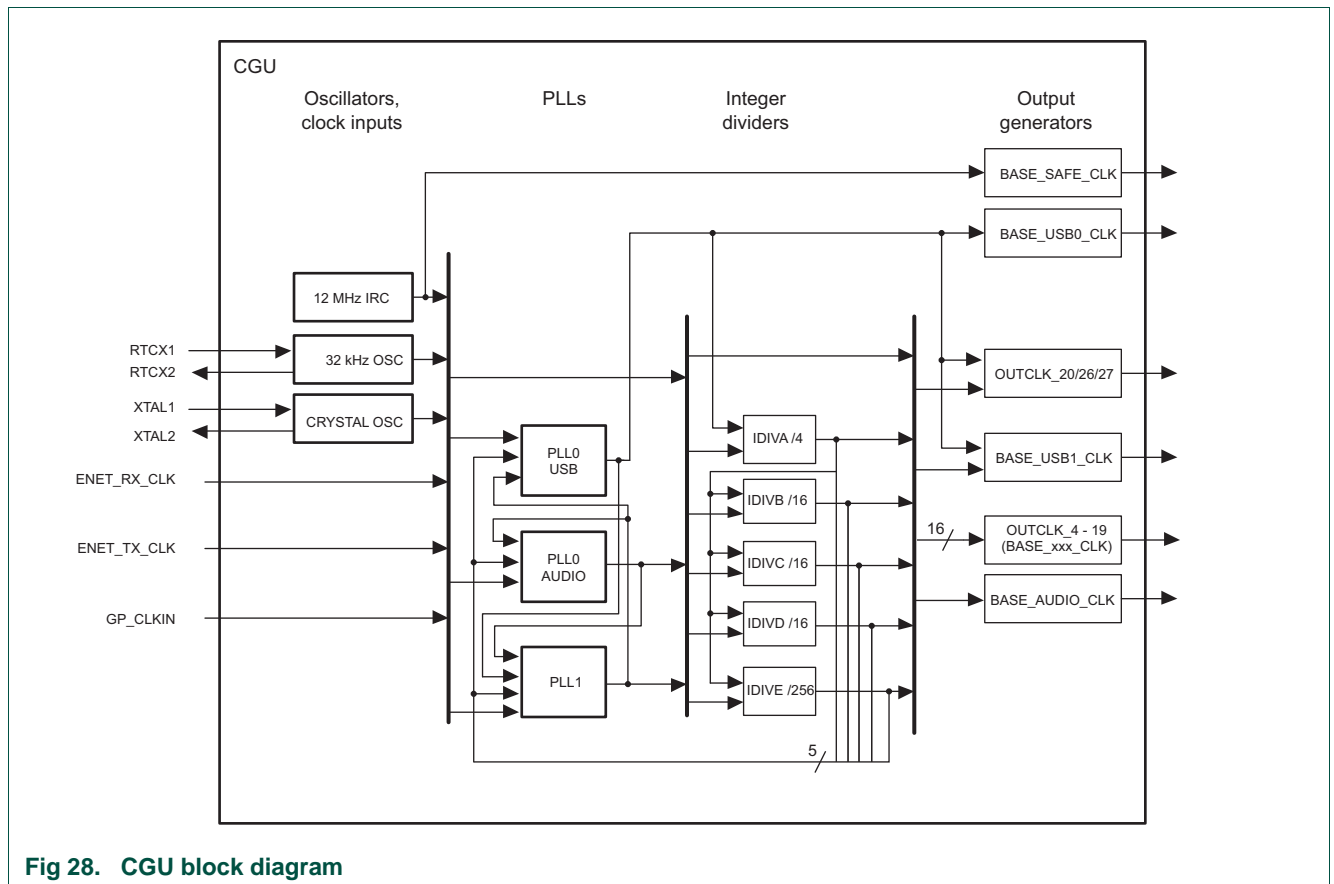 CGU
Oscillators,
clock inputs
PLLs
Integer
dividers
Output
generators
BASE_SAFE_CLK
BASE_USB0_CLK
12 MHz IRC
RTCX1
32 kHz OSC
RTCX2
OUTCLK_20/26/27
XTAL1
CRYSTAL OSC
XTAL2
PLL0
USB
IDIVA /4
BASE_USB1_CLK
ENET_RX_CLK
IDIVB /16
16
OUTCLK_4 - 19
(BASE_xxx_CLK)
ENET_TX_CLK
PLL0
AUDIO
IDIVC /16
BASE_AUDIO_CLK
GP_CLKIN
IDIVD /16
PLL1
IDIVE /256
5
Fig 28. CGU block diagram